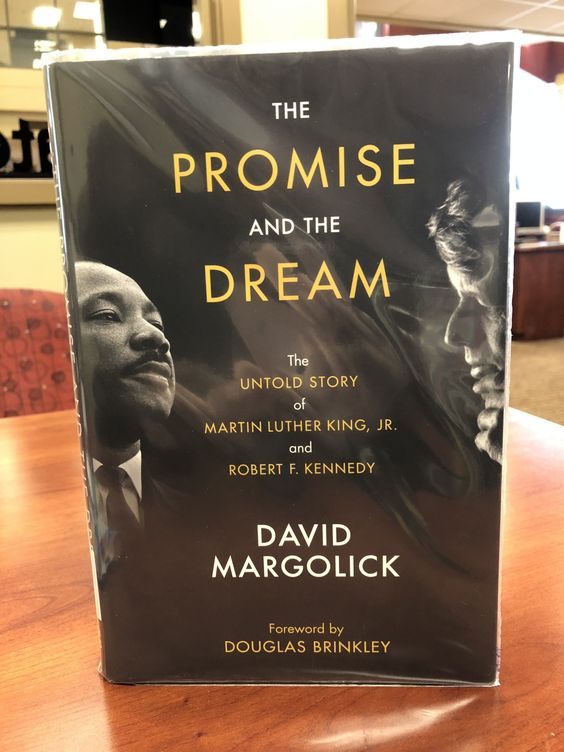 THE
PROMISE
AND THE
DREAM
The
UNTOLD STORY
of
MARTIN LUTHER KING, JR.
and
ROBERT F. KENNEDY
DAVID
MARGOLICK
Foreword by
DOUGLAS BRINKLEY